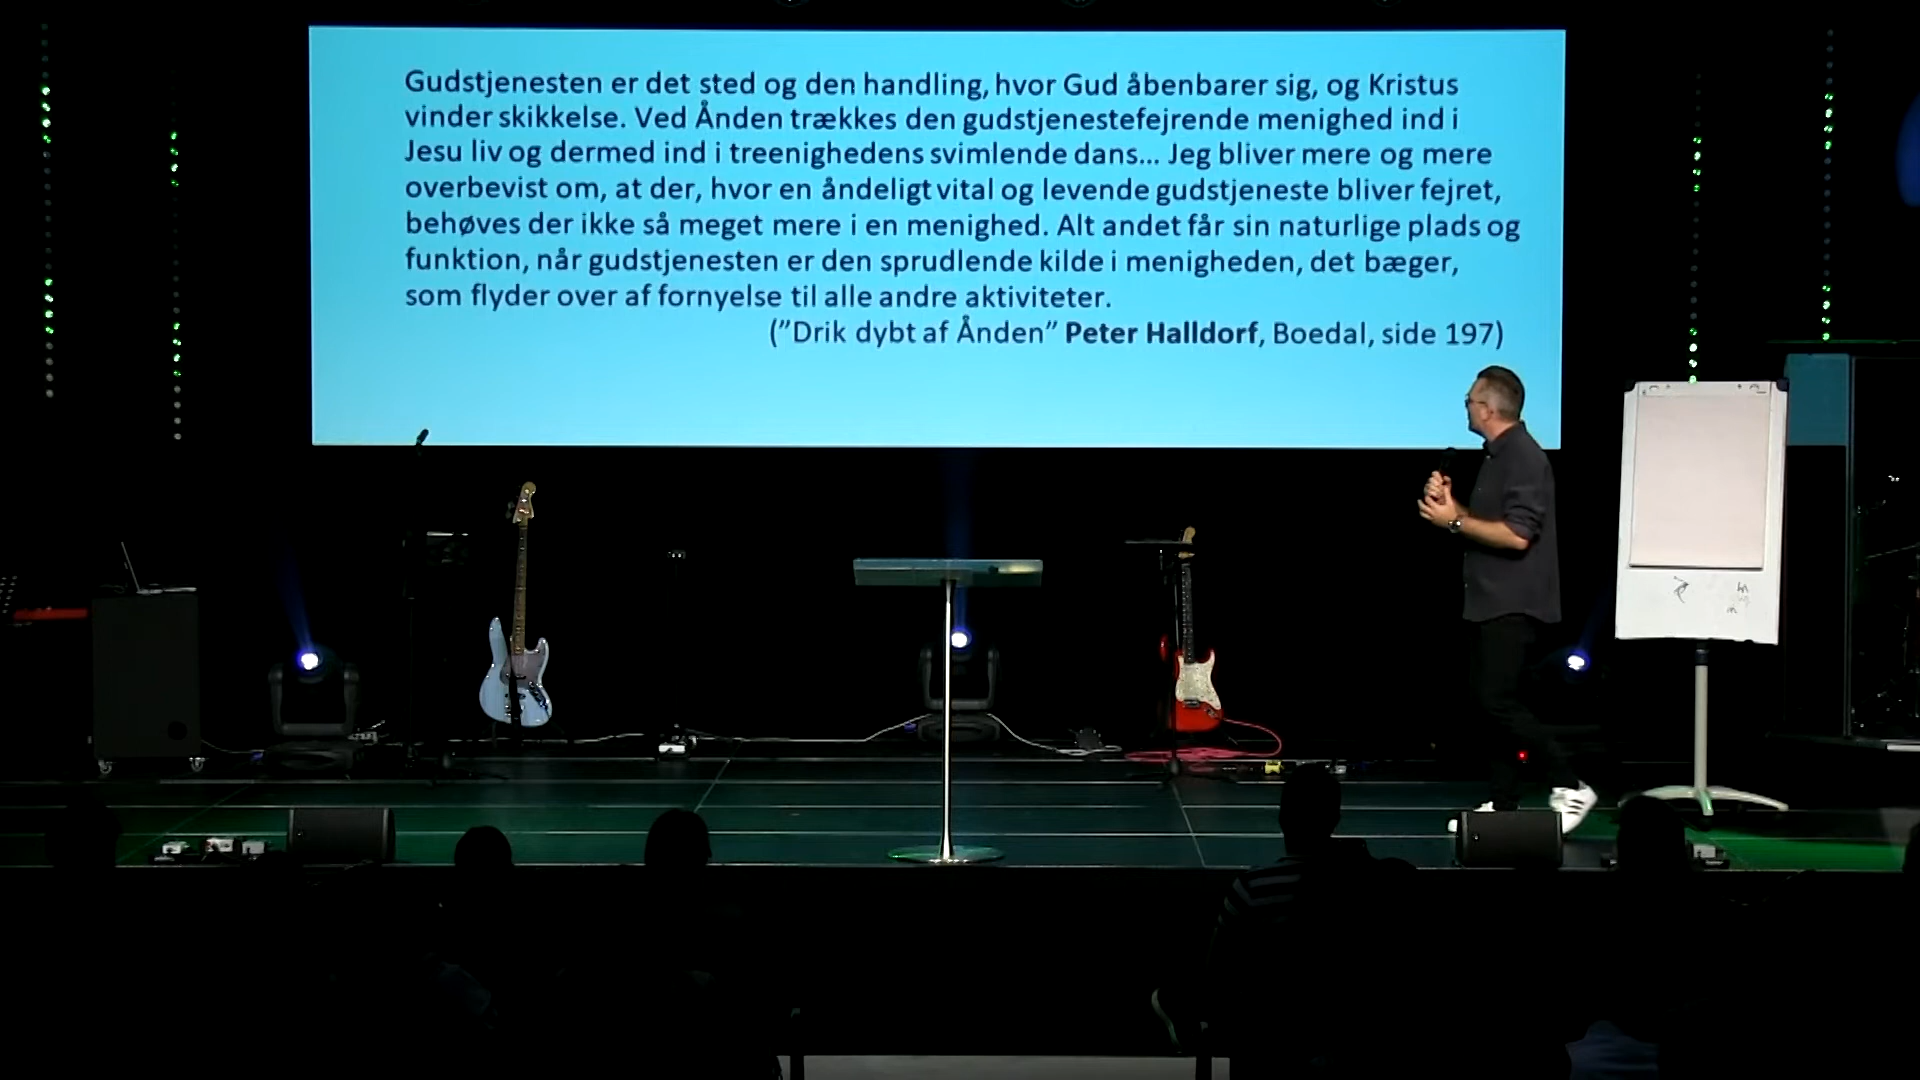 Gudstjenesten er det sted og den handling, hvor Gud åbenbarer sig, og Kristus
vinder skikkelse. Ved Ånden trækkes den gudstjenestefejrende menighed ind i
Jesu liv og dermed ind i treenighedens svimlende dans... Jeg bliver mere og mere
overbevist om, at der, hvor en åndeligt vital og levende gudstjeneste bliver fejret,
behøves der ikke så meget mere i en menighed. Alt andet får sin naturlige plads og
funktion, når gudstjenesten er den sprudlende kilde i menigheden, det bæger,
som flyder over af fornyelse til alle andre aktiviteter.
(”Drik dybt af Ånden” Peter Halldorf, Boedal, side 197)